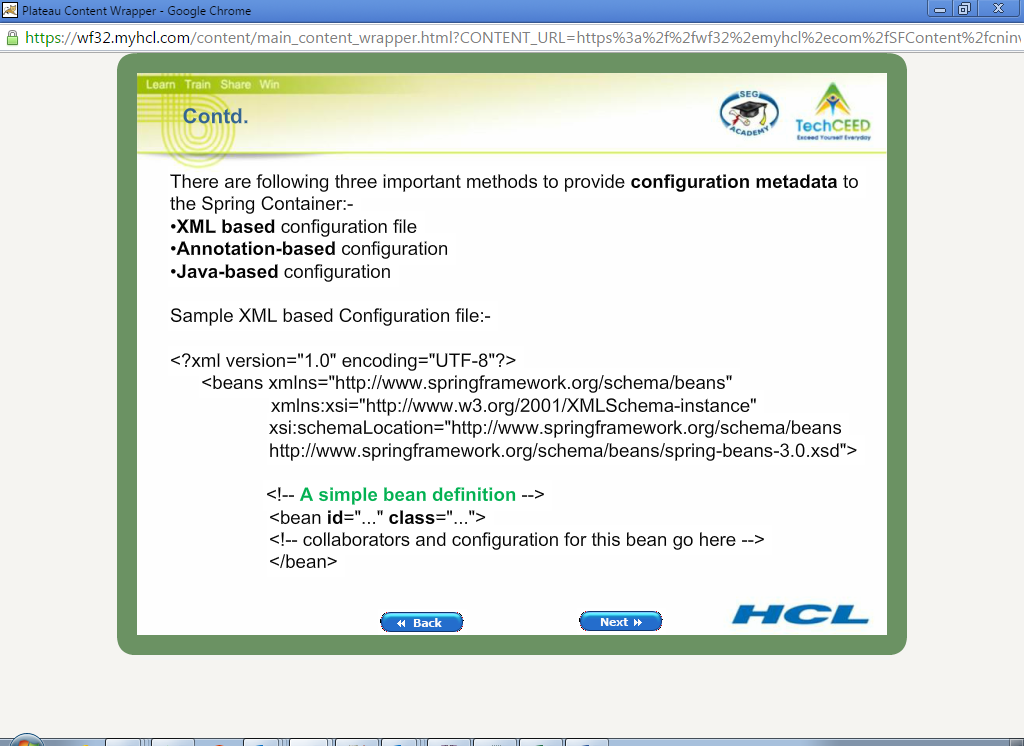 Plateau Content Wrapper - Google Chrome
https://wf32.myhcl.com/content/main_content_wrapper.html?CONTENT_URL=https%3a%2f%2fwf32%2emyhcl%2ecom%2fSFContent%2fcninv
Learn Train Share Win
Contd.
SEG
ACADEMY
TechCEED
Exceed Yourself Everyday
There are following three important methods to provide configuration metadata to
the Spring Container:-
•XML based configuration file
•Annotation-based configuration
•Java-based configuration
Sample XML based Configuration file:-
<?xml version="1.0" encoding="UTF-8"?>
<beans xmlns="http://www.springframework.org/schema/beans"
xmlns:xsi="http://www.w3.org/2001/XMLSchema-instance"
xsi:schemaLocation="http://www.springframework.org/schema/beans
http://www.springframework.org/schema/beans/spring-beans-3.0.xsd">
<!-- A simple bean definition -->
<bean id="..." class="...">
<!-- collaborators and configuration for this bean go here -->
</bean>
Back
Next
HCL